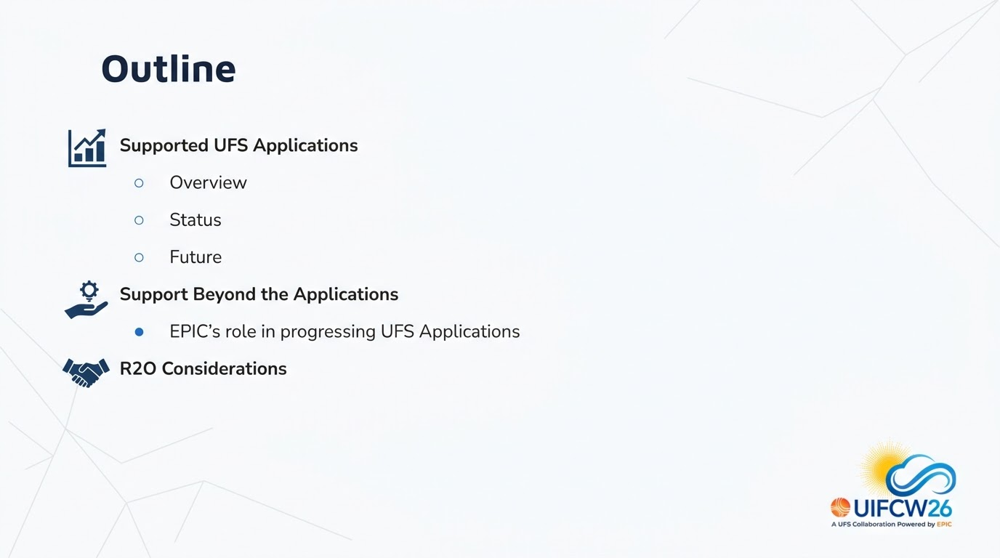 Outline
Supported UFS Applications
Overview
Status
Future
Support Beyond the Applications
EPIC’s role in progressing UFS Applications
R2O Considerations
UIFCW26
A UFS Collaboration Powered by EPIC